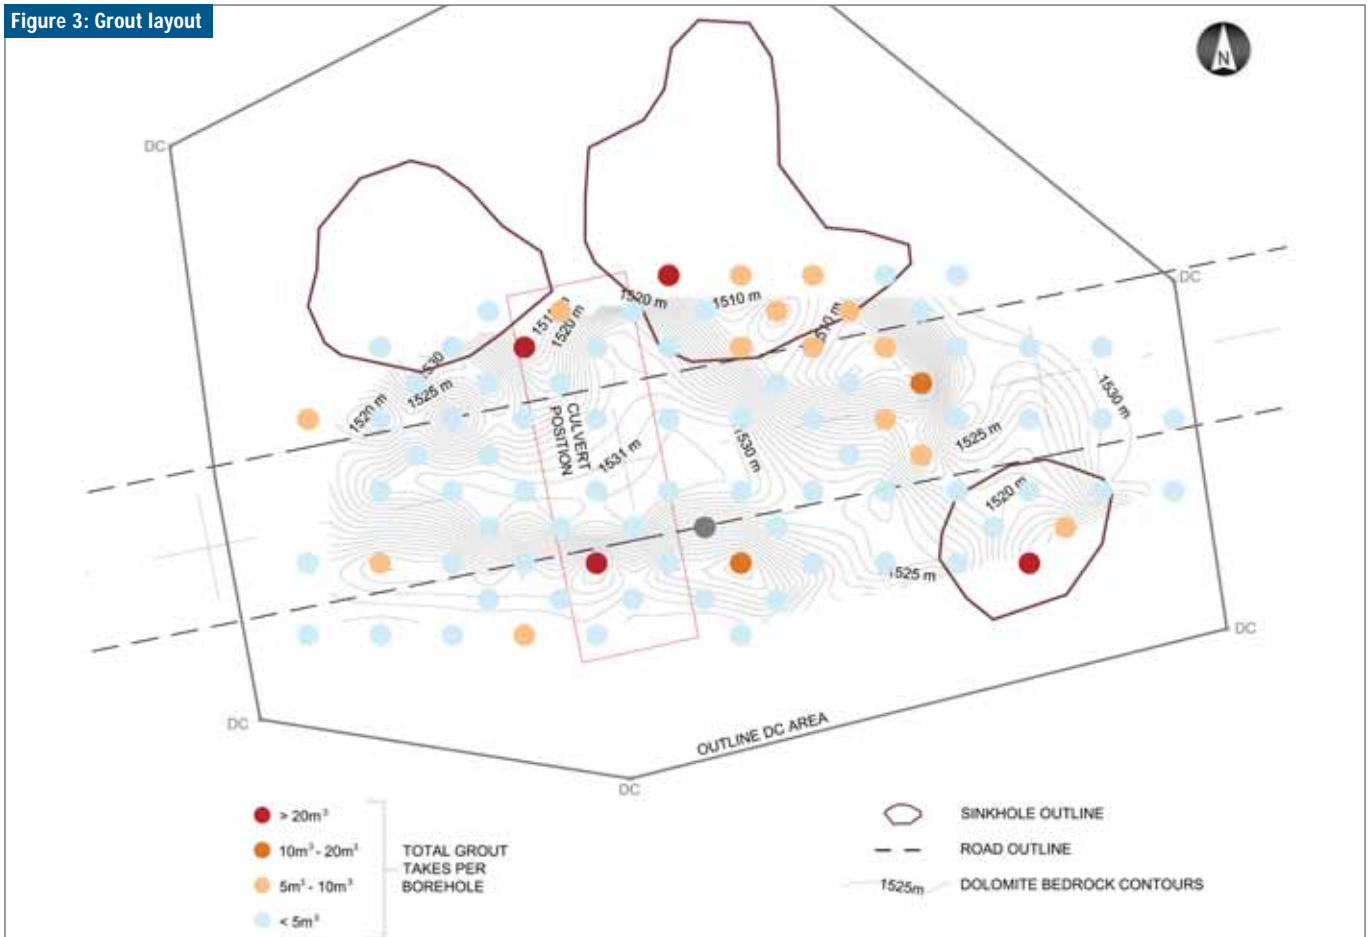 Figure 3: Grout layout
N
DC
DC
1520 m
1510 m
1520 m
1510 m
1530
1525 m
1520 m
1530 m
CULVERT
POSITION
1531 m
1530 m
1525 m
1520 m
1525 m
DC
DC
OUTLINE DC AREA
DC
> 20m³
10m³ - 20m³
5m³ - 10m³
< 5m³
TOTAL GROUT
TAKES PER
BOREHOLE
SINKHOLE OUTLINE
ROAD OUTLINE
1525m
DOLOMITE BEDROCK CONTOURS